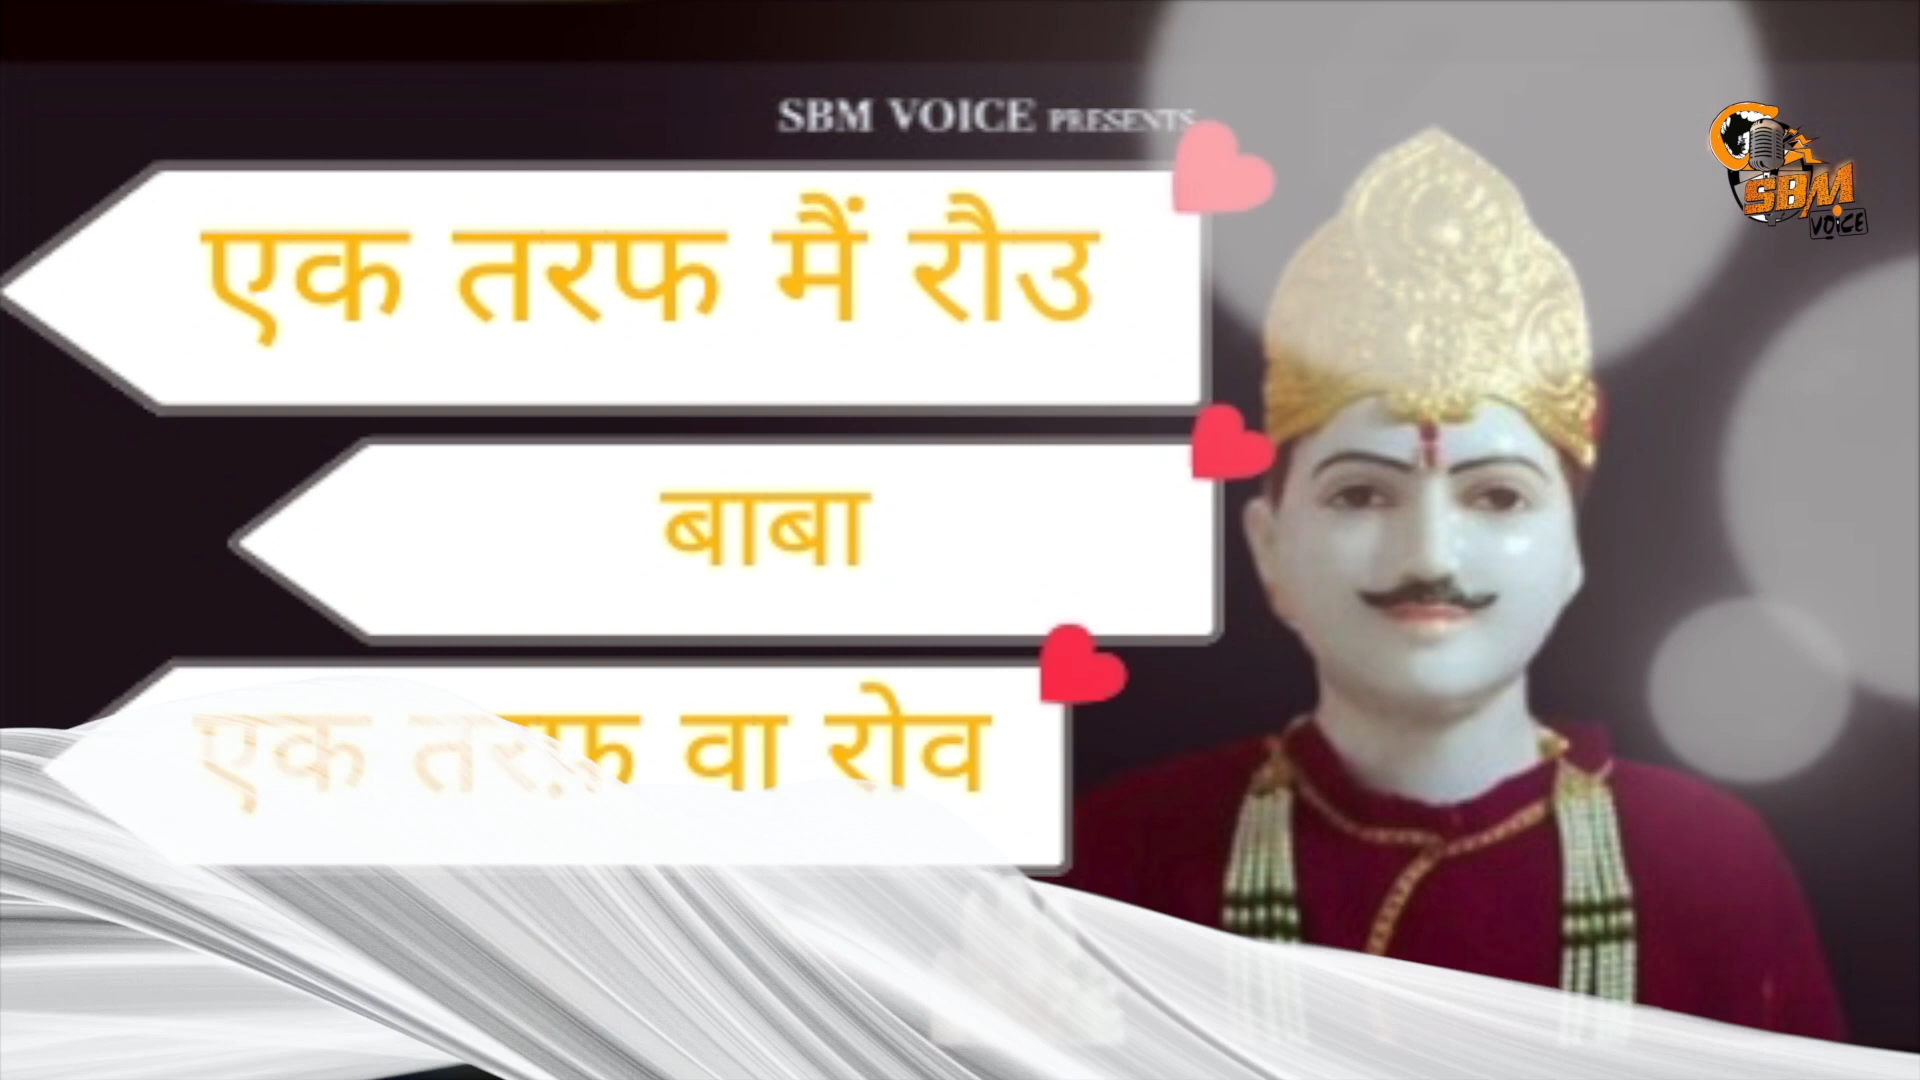 SBM VOICE PRESENTS
एक तरफ मैं रौउ
बाबा
एक तरफ़ वा रोव
SBM
VOICE